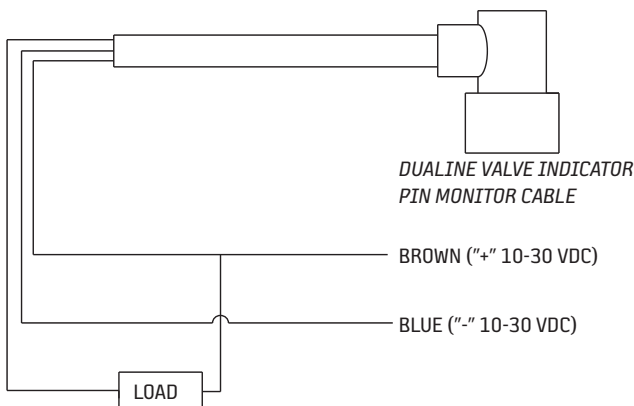 DUALINE VALVE INDICATOR
PIN MONITOR CABLE
BROWN ("+" 10-30 VDC)
BLUE ("-" 10-30 VDC)
LOAD